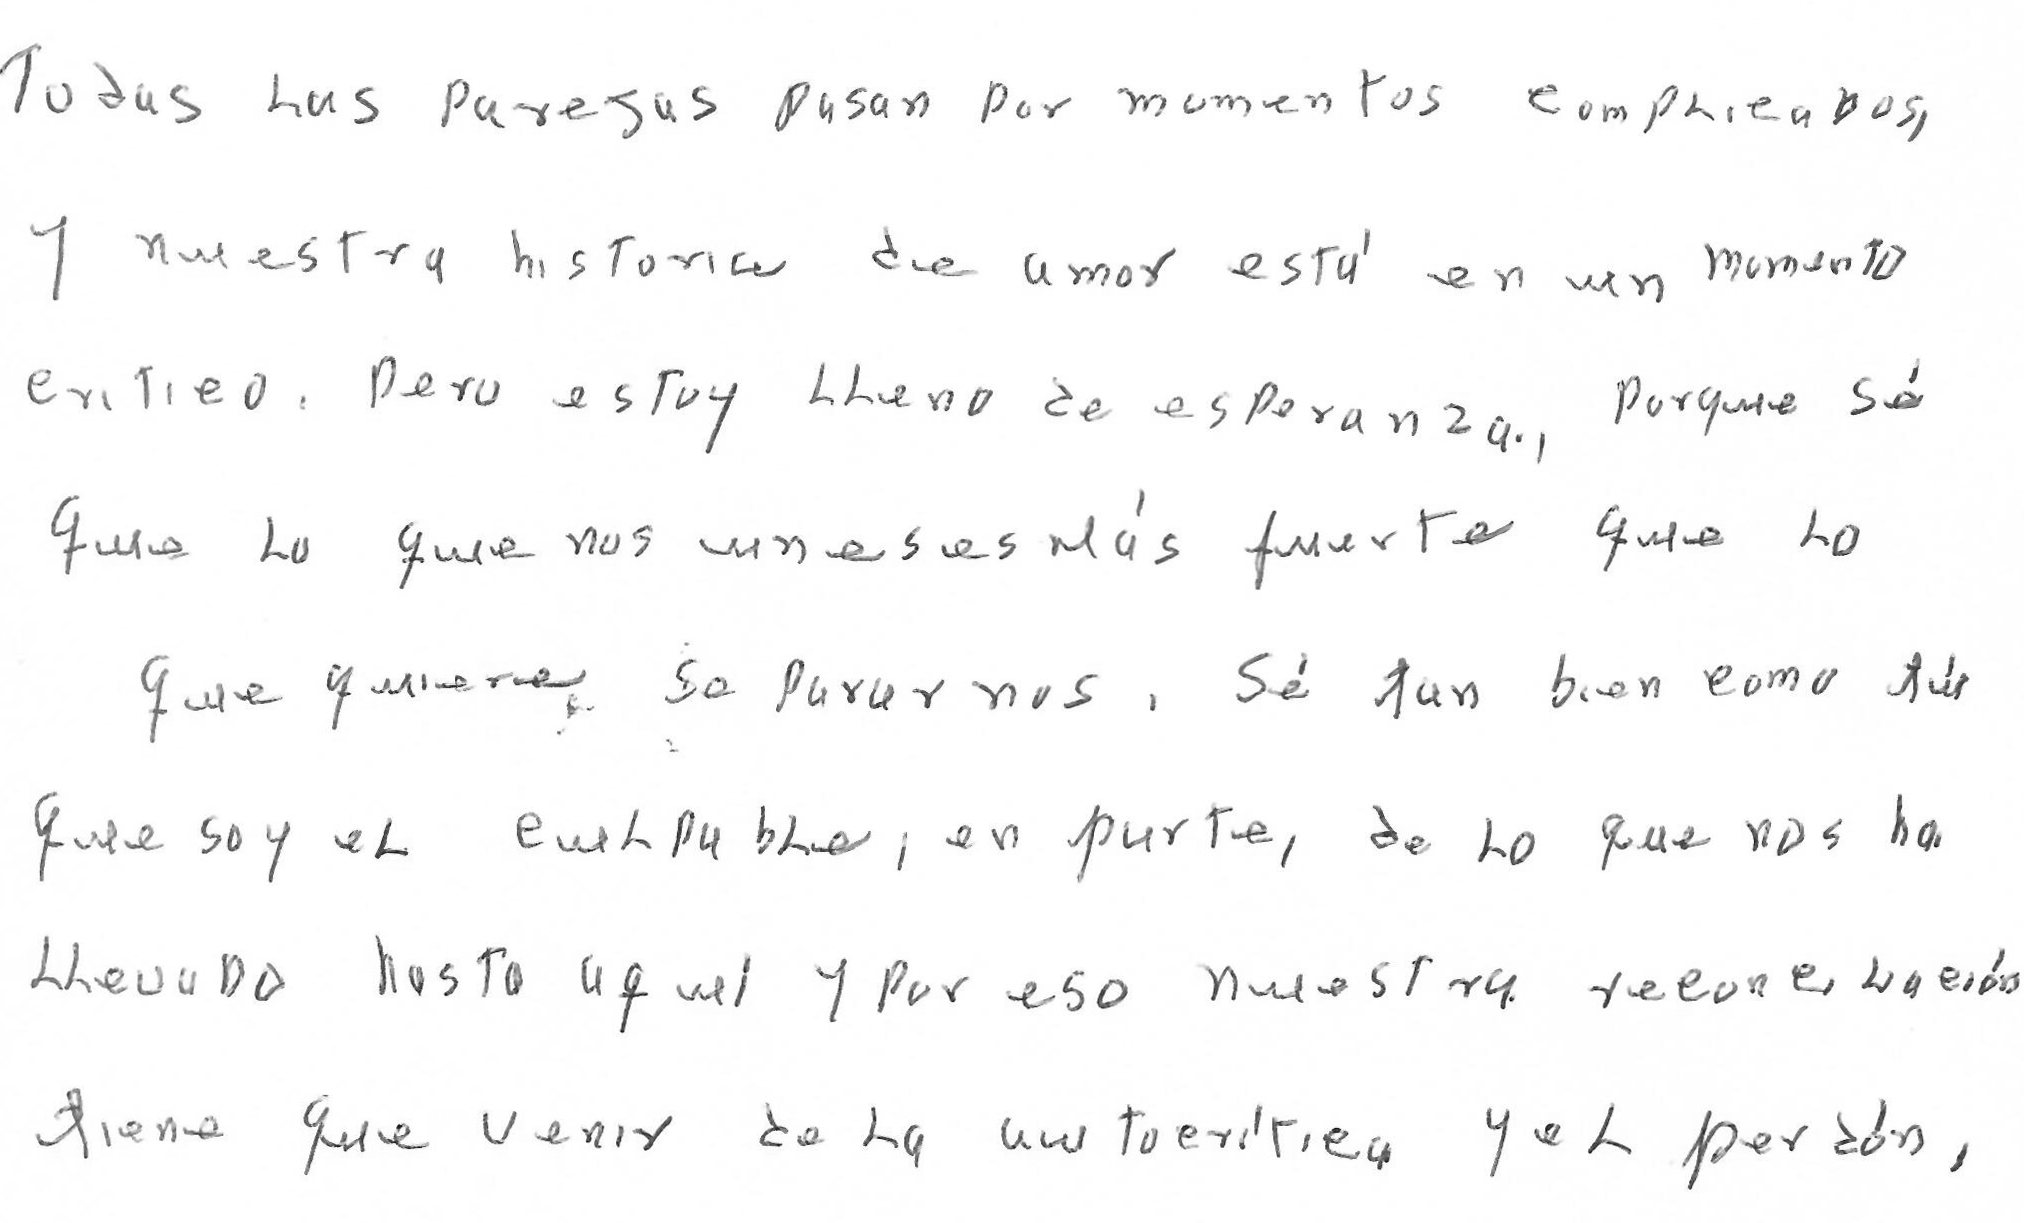 Todas las parejas pasan por momentos complicados,
y nuestra historia de amor está en un momento
critico. Pero estoy lleno de esperanza., porque sé
que lo que nos unes es más fuerte que lo
que quiere separarnos. Sé tan bien como tú
que soy el culpable, en parte, de lo que nos ha
llevado hasta aquí y por eso nuestra reconciliación
tiene que venir de la autocrítica y el perdón,